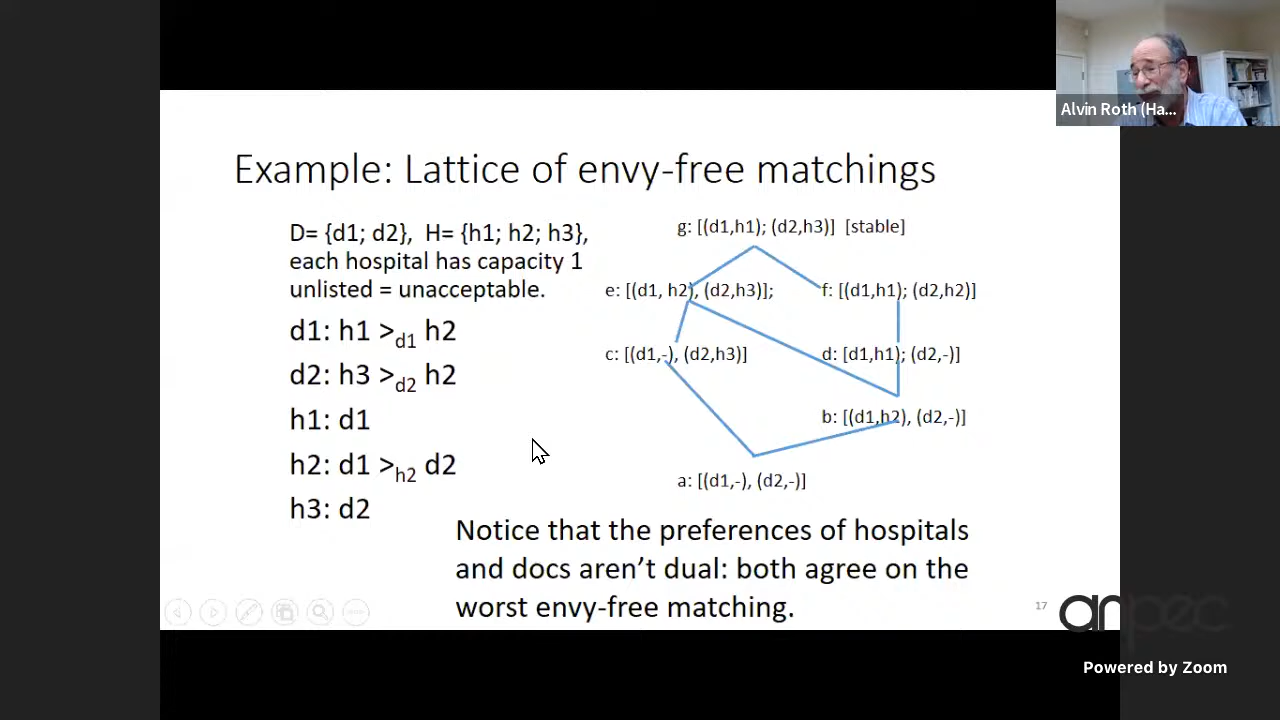 Alvin Roth (Ha...
Example: Lattice of envy-free matchings
D= {d1; d2},  H= {h1; h2; h3},
each hospital has capacity 1
unlisted = unacceptable.
d1: h1 >d1 h2
d2: h3 >d2 h2
h1: d1
h2: d1 >h2 d2
h3: d2
g: [(d1,h1); (d2,h3)]  [stable]
e: [(d1, h2), (d2,h3)];
f: [(d1,h1); (d2,h2)]
c: [(d1,-), (d2,h3)]
d: [d1,h1); (d2,-)]
b: [(d1,h2), (d2,-)]
a: [(d1,-), (d2,-)]
Notice that the preferences of hospitals
and docs aren’t dual: both agree on the
worst envy-free matching.
17
anpec
Powered by Zoom